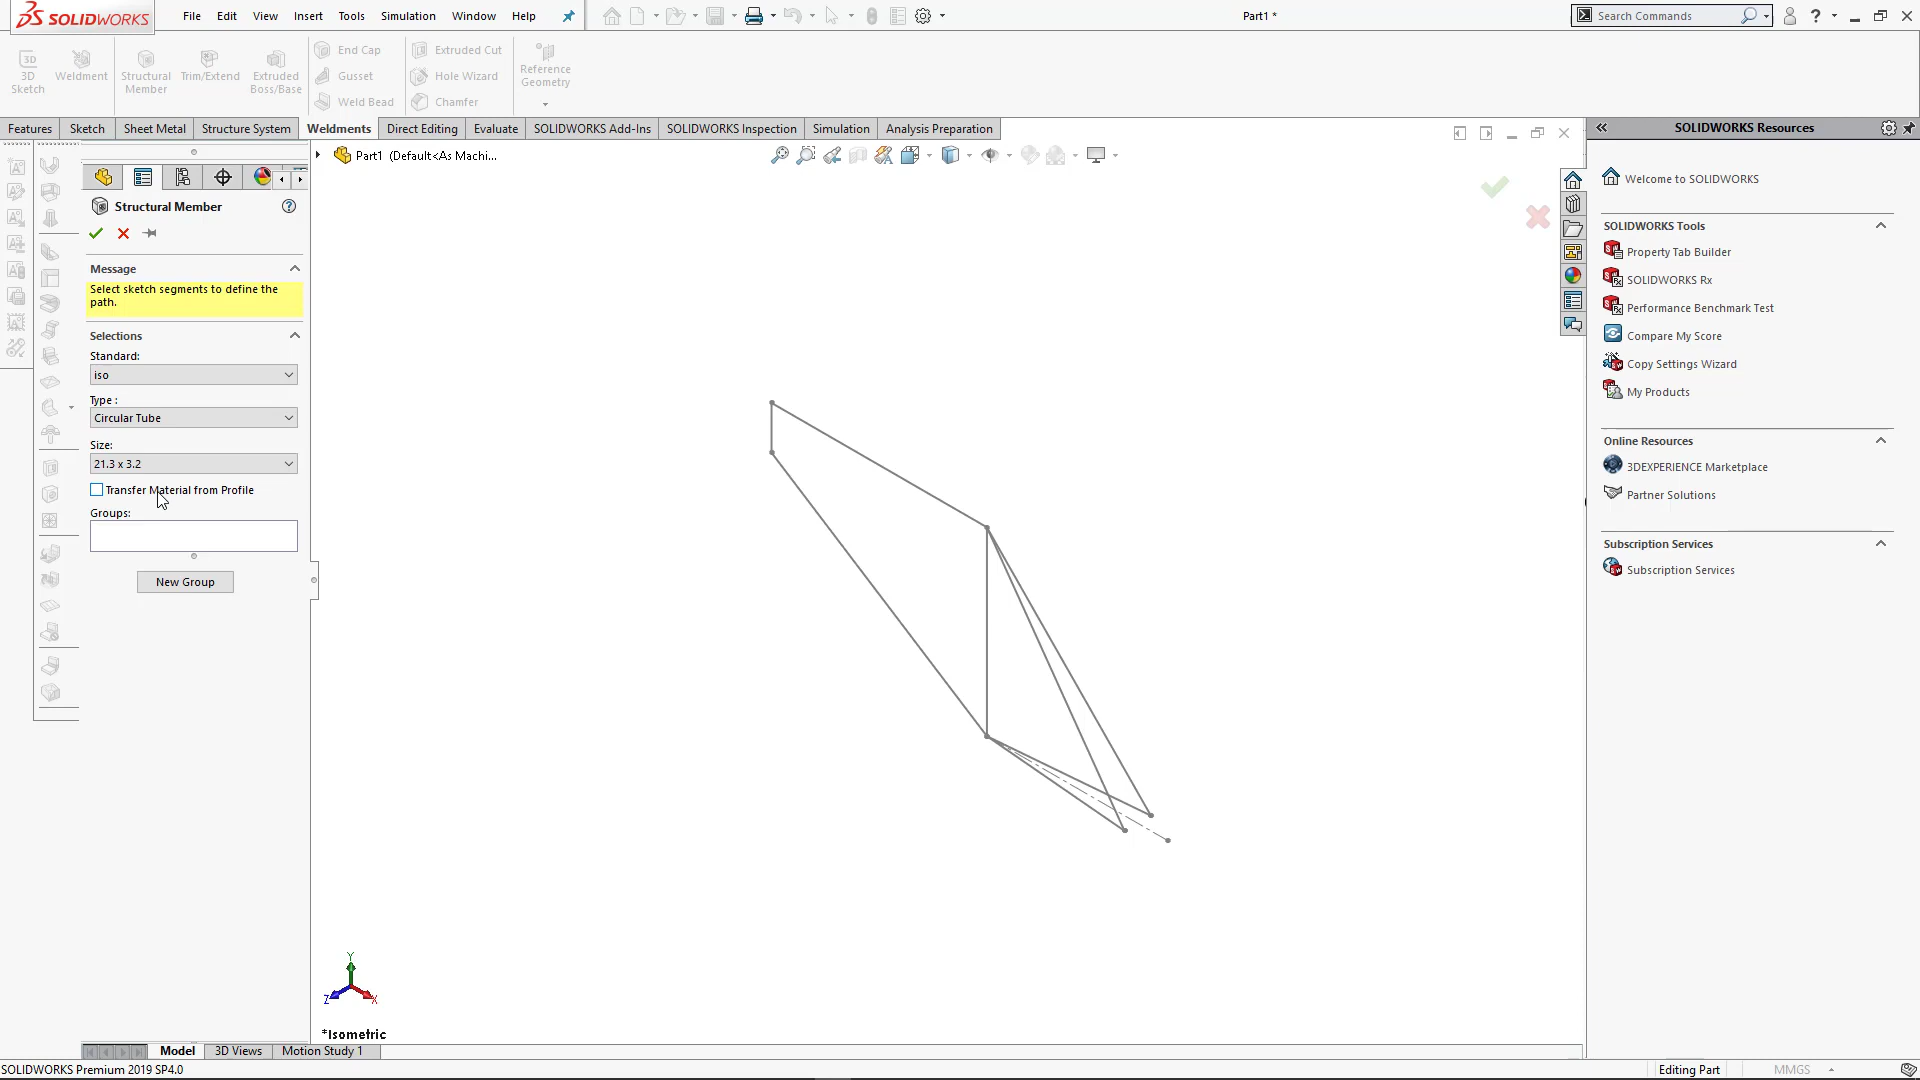 SOLIDWORKS
File Edit View Insert Tools Simulation Window Help
Part1 *
Search Commands
3D Sketch
Weldment
Structural Member
Trim/Extend
Extruded Boss/Base
End Cap
Gusset
Weld Bead
Extruded Cut
Hole Wizard
Chamfer
Reference Geometry
Features Sketch Sheet Metal Structure System Weldments Direct Editing Evaluate SOLIDWORKS Add-Ins SOLIDWORKS Inspection Simulation Analysis Preparation
Part1 (Default<As Machi...
Structural Member
Message
Select sketch segments to define the
path.
Selections
Standard:
iso
Type :
Circular Tube
Size:
21.3 x 3.2
Transfer Material from Profile
Groups:
New Group
Y
Z
X
*Isometric
Model 3D Views Motion Study 1
SOLIDWORKS Premium 2019 SP4.0
Editing Part
MMGS
SOLIDWORKS Resources
Welcome to SOLIDWORKS
SOLIDWORKS Tools
Property Tab Builder
SOLIDWORKS Rx
Performance Benchmark Test
Compare My Score
Copy Settings Wizard
My Products
Online Resources
3DEXPERIENCE Marketplace
Partner Solutions
Subscription Services
Subscription Services